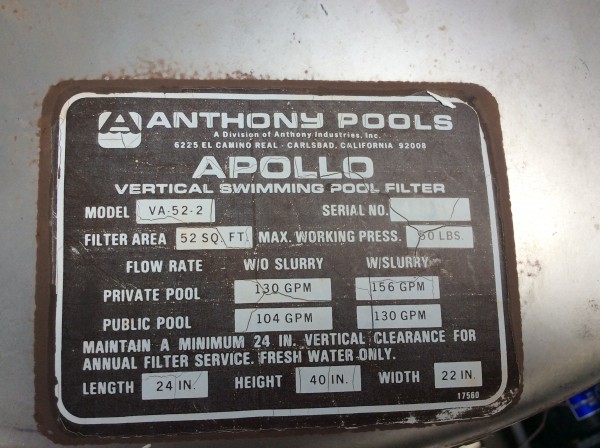 ANTHONY POOLS
A Division of Anthony Industries, Inc.
6225 EL CAMINO REAL - CARLSBAD, CALIFORNIA 92008
APOLLO
VERTICAL SWIMMING POOL FILTER
MODEL VA-52-2 SERIAL NO.
FILTER AREA 52 SQ. FT. MAX. WORKING PRESS. 50 LBS.
FLOW RATE W/O SLURRY W/SLURRY
PRIVATE POOL 130 GPM 156 GPM
PUBLIC POOL 104 GPM 130 GPM
MAINTAIN A MINIMUM 24 IN. VERTICAL CLEARANCE FOR
ANNUAL FILTER SERVICE. FRESH WATER ONLY.
LENGTH 24 IN. HEIGHT 40 IN. WIDTH 22 IN.
17560